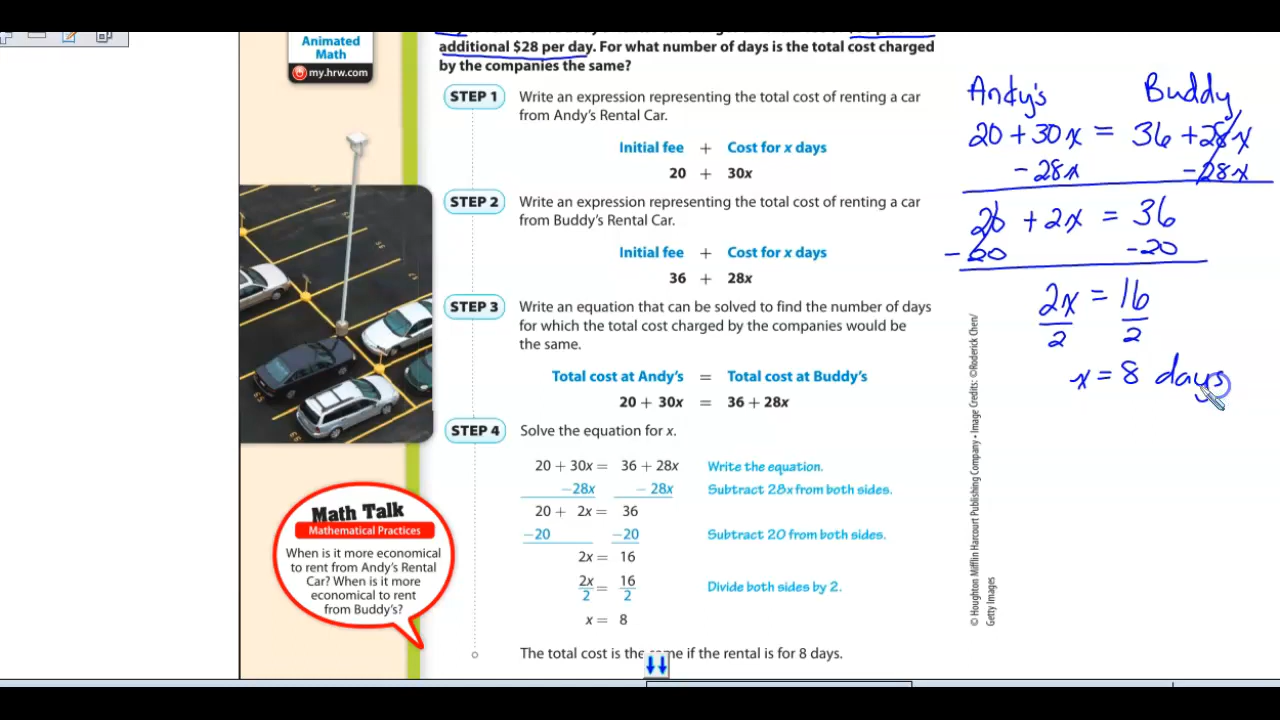 Animated
Math
my.hrw.com
additional $28 per day. For what number of days is the total cost charged
by the companies the same?
STEP 1
Write an expression representing the total cost of renting a car
from Andy's Rental Car.
Initial fee + Cost for x days
20 + 30x
STEP 2
Write an expression representing the total cost of renting a car
from Buddy's Rental Car.
Initial fee + Cost for x days
36 + 28x
STEP 3
Write an equation that can be solved to find the number of days
for which the total cost charged by the companies would be
the same.
Total cost at Andy's = Total cost at Buddy's
20 + 30x = 36 + 28x
STEP 4
Solve the equation for x.
20 + 30x = 36 + 28x Write the equation.
−28x − 28x Subtract 28x from both sides.
20 + 2x = 36
−20 −20 Subtract 20 from both sides.
2x = 16
2x/2 = 16/2 Divide both sides by 2.
x = 8
The total cost is the same if the rental is for 8 days.
Math Talk
Mathematical Practices
When is it more economical
to rent from Andy's Rental
Car? When is it more
economical to rent
from Buddy's?
© Houghton Mifflin Harcourt Publishing Company • Image Credits: ©Roderick Chen/
Getty Images
Andy's Buddy
20 + 30x = 36 + 28x
- 28x - 28x
20 + 2x = 36
- 20 - 20
2x = 16
2 2
x = 8 days